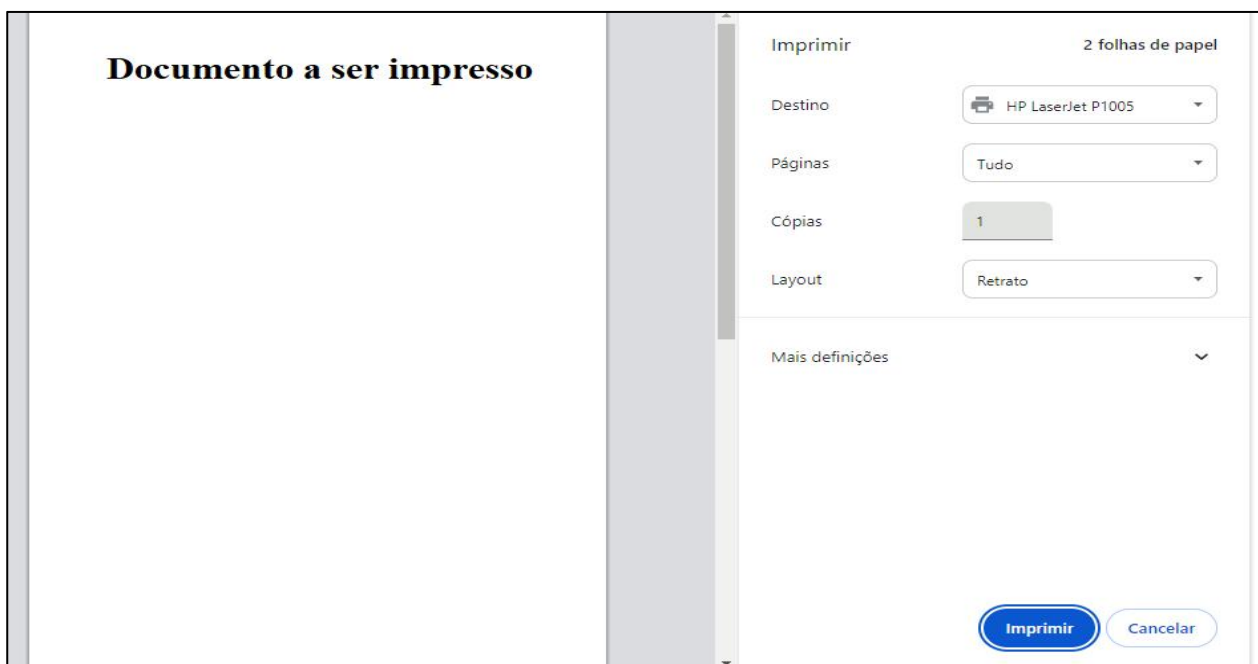 Documento a ser impresso
Imprimir 2 folhas de papel
Destino HP LaserJet P1005
Páginas Tudo
Cópias 1
Layout Retrato
Mais definições
Imprimir Cancelar